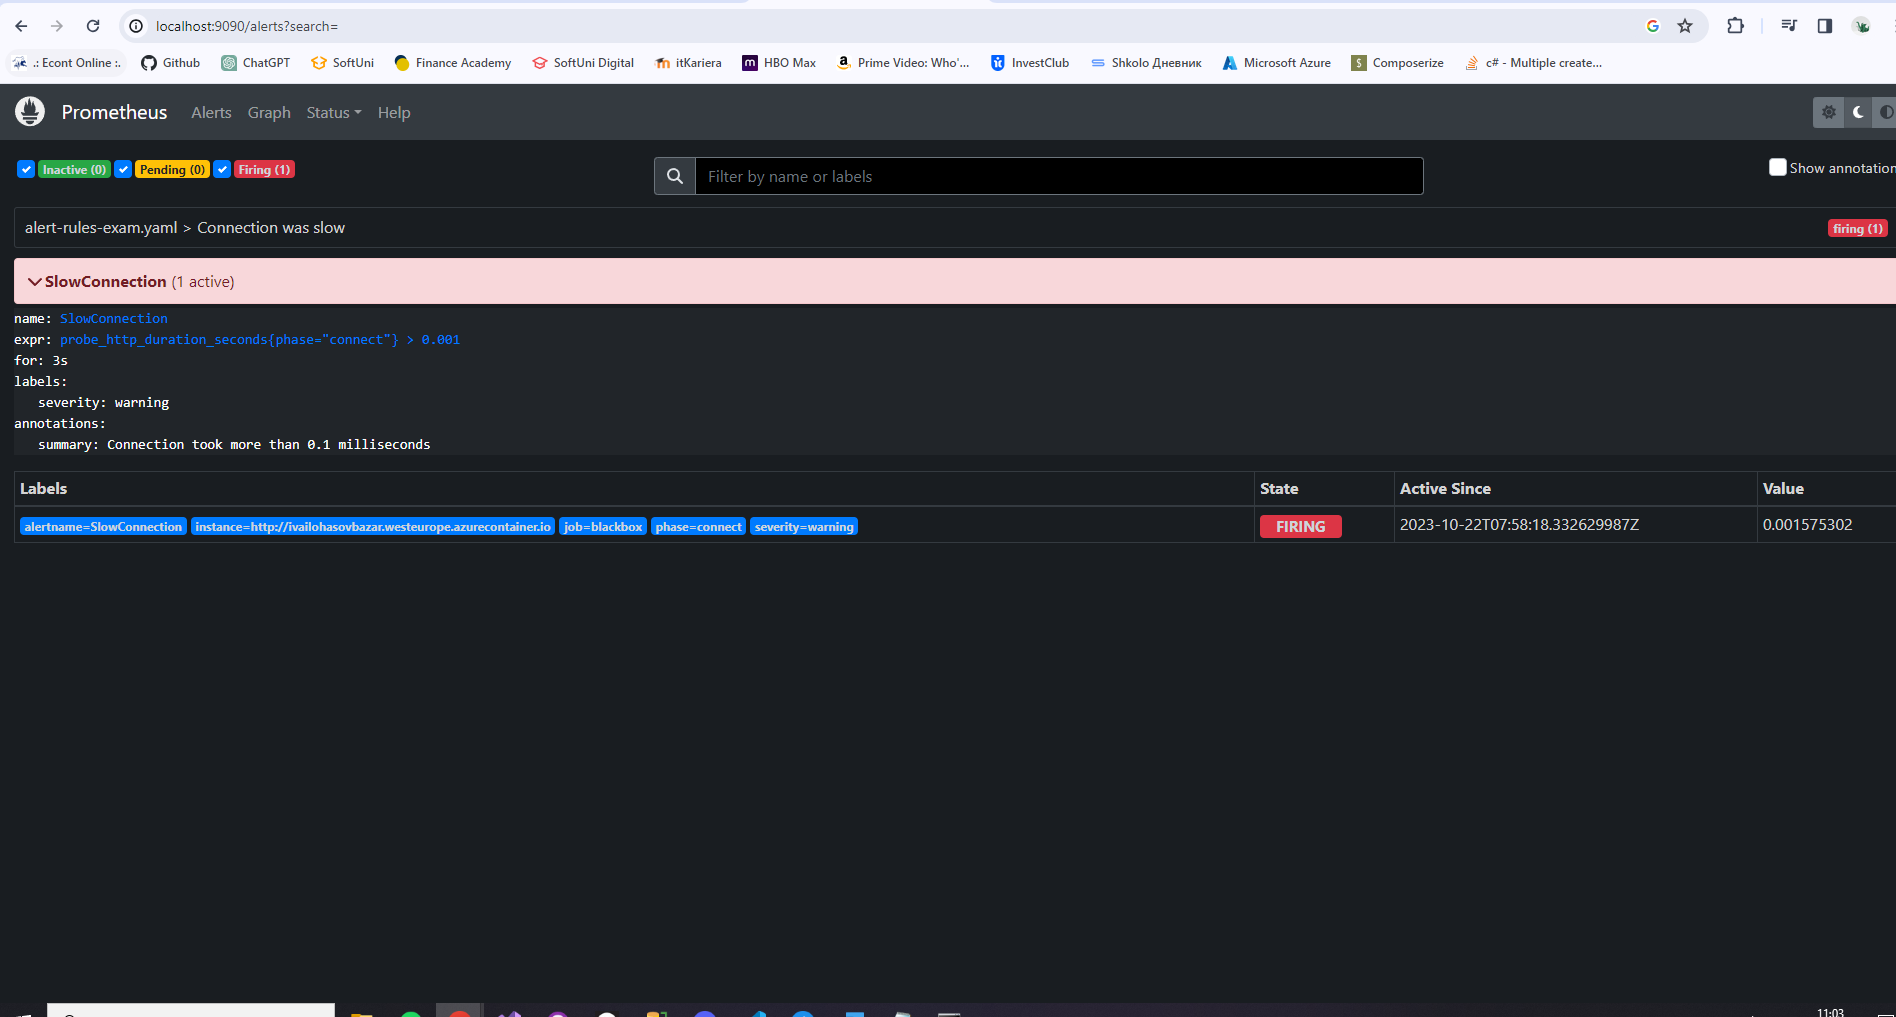 localhost:9090/alerts?search=
.: Econt Online :. Github ChatGPT SoftUni Finance Academy SoftUni Digital itKariera HBO Max Prime Video: Who'... InvestClub Shkolo Дневник Microsoft Azure Composerize c# - Multiple create...
Prometheus Alerts Graph Status Help
Inactive (0) Pending (0) Firing (1) Filter by name or labels Show annotation
alert-rules-exam.yaml > Connection was slow firing (1)
SlowConnection (1 active)
name: SlowConnection
expr: probe_http_duration_seconds{phase="connect"} > 0.001
for: 3s
labels:
severity: warning
annotations:
summary: Connection took more than 0.1 milliseconds
Labels State Active Since Value
alertname=SlowConnection instance=http://ivailohasovbazar.westeurope.azurecontainer.io job=blackbox phase=connect severity=warning FIRING 2023-10-22T07:58:18.332629987Z 0.001575302
11:03